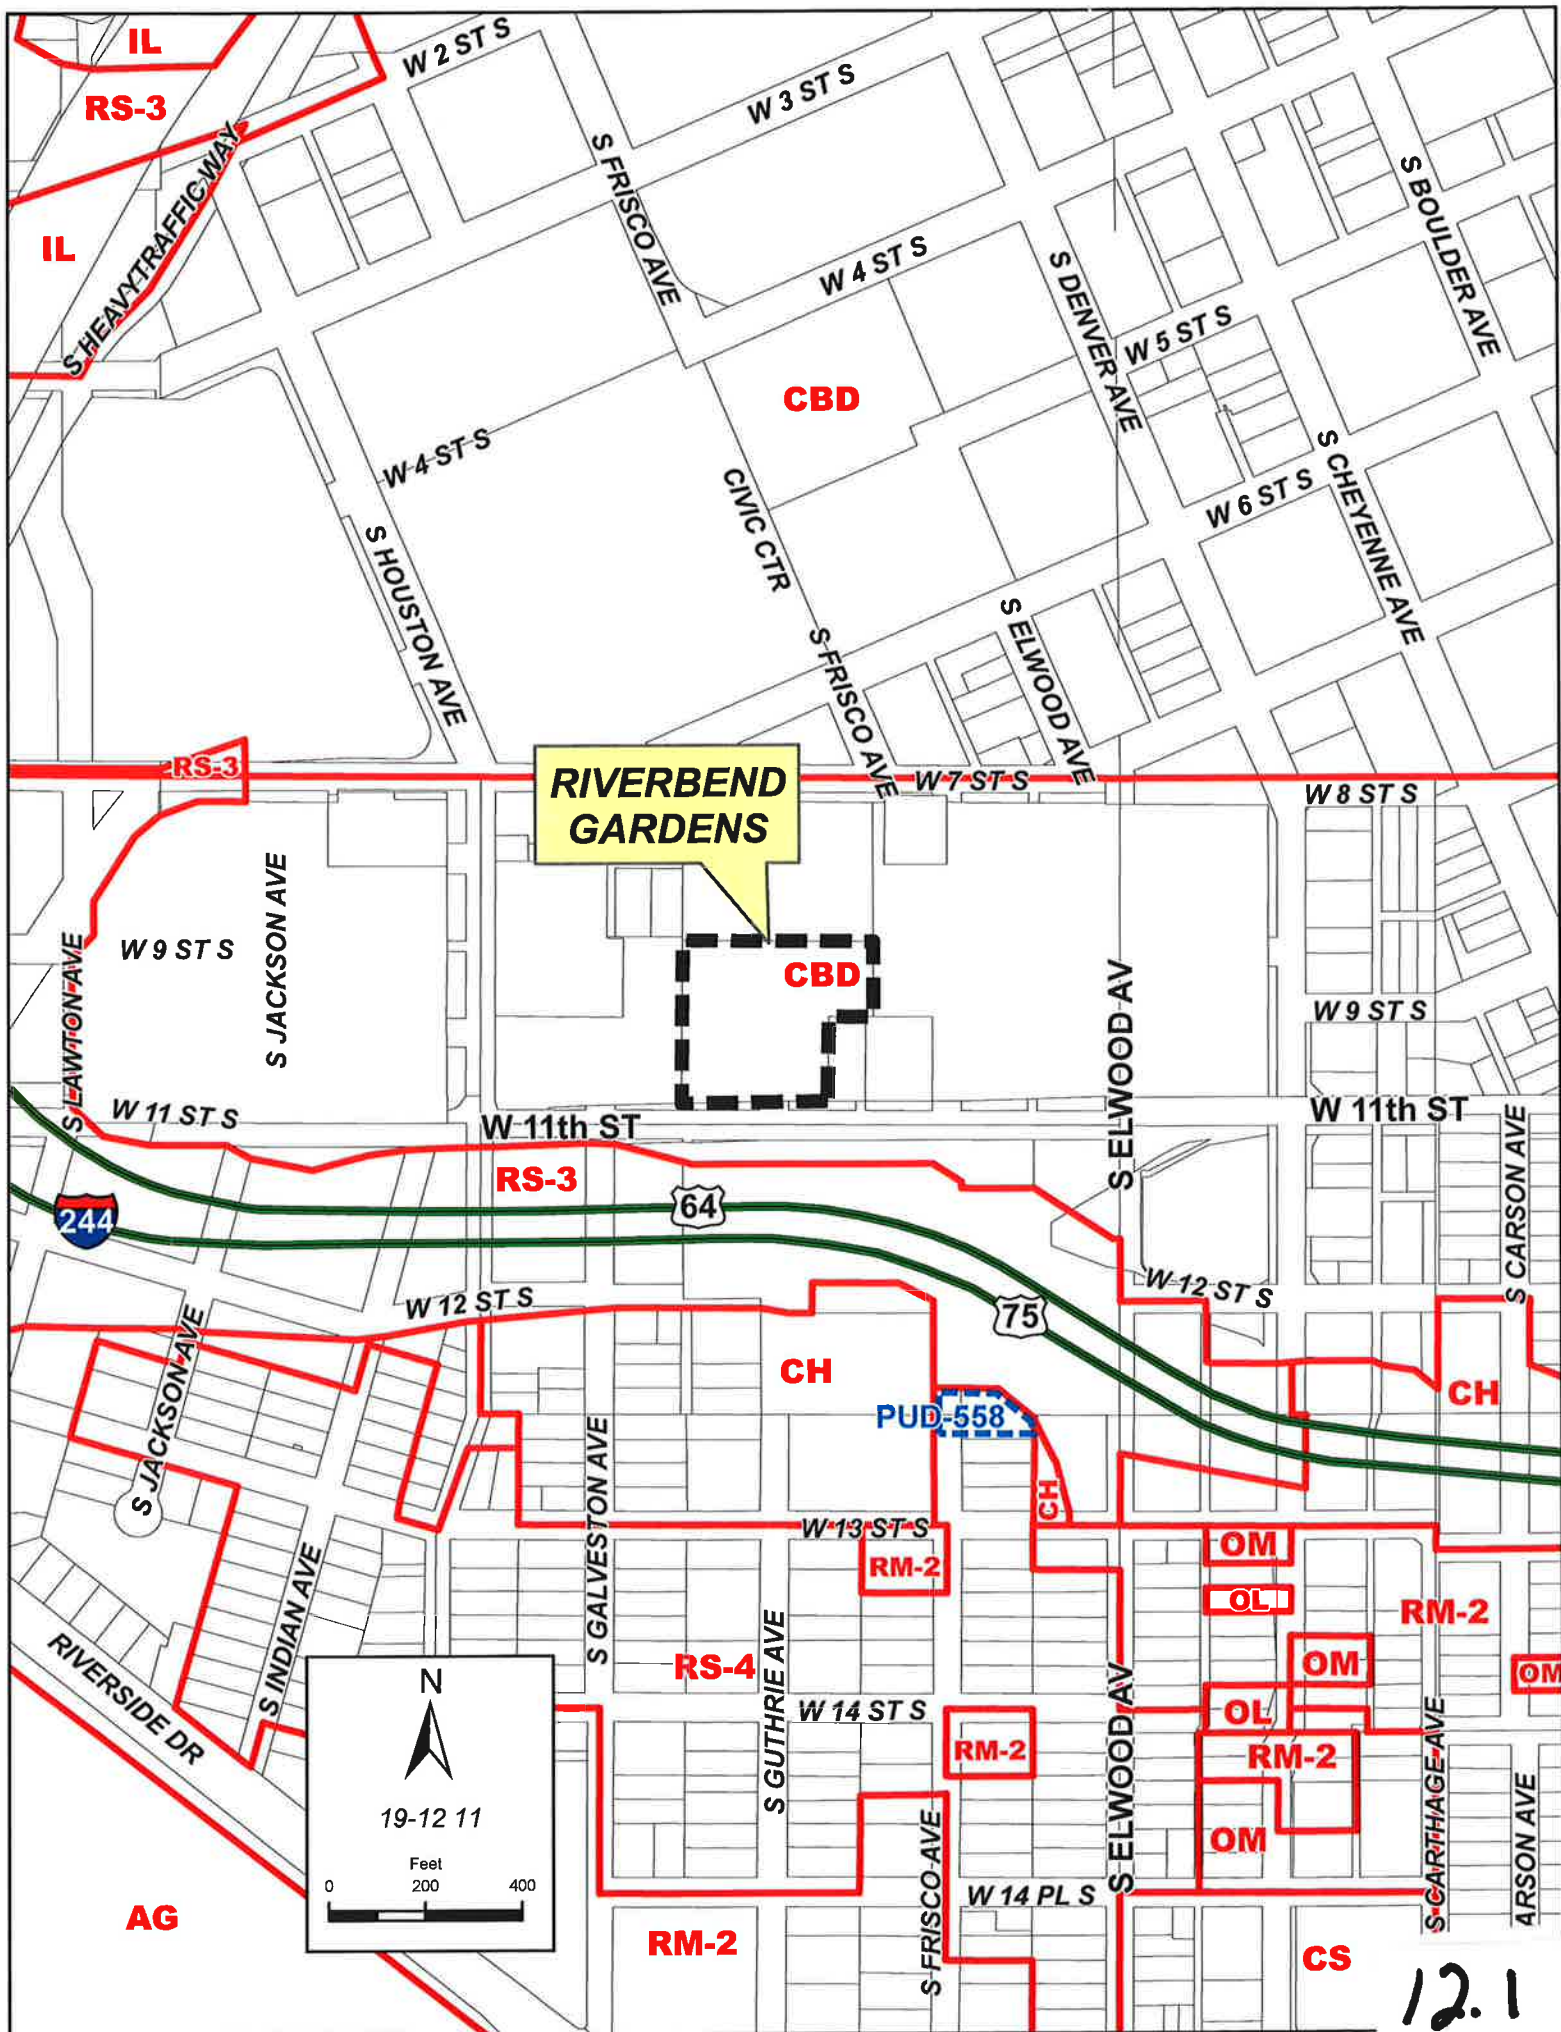 IL
W 2 ST S
W 3 ST S
RS-3
S FRISCO AVE
S BOULDER AVE
S HEAVY TRAFFIC WAY
IL
W 4 ST S
S DENVER AVE
W 5 ST S
CBD
W 4 ST S
S CHEYENNE AVE
CIVIC CTR
W 6 ST S
S HOUSTON AVE
S ELWOOD AVE
S FRISCO AVE
RS-3
RIVERBEND
GARDENS
W 7 ST S
W 8 ST S
S JACKSON AVE
W 9 ST S
CBD
S LAWTON AVE
S ELWOOD AV
W 9 ST S
W 11 ST S
W 11th ST
W 11th ST
S CARSON AVE
RS-3
64
244
W 12 ST S
W 12 ST S
75
S JACKSON AVE
CH
CH
PUD-558
S GALVESTON AVE
CH
W 13 ST S
OM
RM-2
S INDIAN AVE
OL
RM-2
S GUTHRIE AVE
RIVERSIDE DR
RS-4
OM
OM
S ELWOOD AV
W 14 ST S
OL
N
RM-2
RM-2
S CARTHAGE AVE
ARSON AVE
19-12 11
OM
S FRISCO AVE
Feet
0 200 400
W 14 PL S
AG
RM-2
CS
12.1